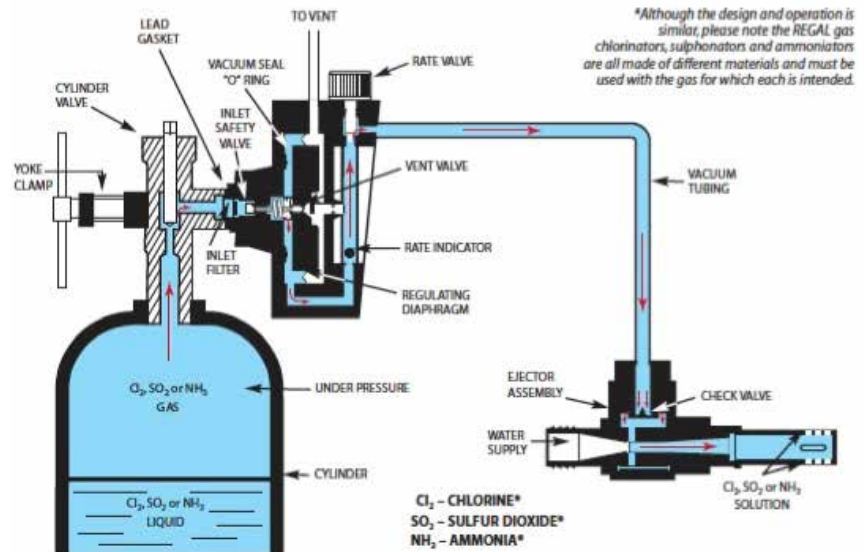 TO VENT
*Although the design and operation is
similar, please note the REGAL gas
chlorinators, sulphonators and ammoniators
are all made of different materials and must be
used with the gas for which each is intended.
LEAD
GASKET
VACUUM SEAL
"O" RING
RATE VALVE
CYLINDER
VALVE
INLET
SAFETY
VALVE
YOKE
CLAMP
VENT VALVE
VACUUM
TUBING
INLET
FILTER
RATE INDICATOR
REGULATING
DIAPHRAGM
Cl₂, SO₂ or NH₃
GAS
UNDER PRESSURE
EJECTOR
ASSEMBLY
CHECK VALVE
WATER
SUPPLY
CYLINDER
Cl₂, SO₂ or NH₃
LIQUID
Cl₂, SO₂ or NH₃
SOLUTION
Cl₂ – CHLORINE*
SO₂ – SULFUR DIOXIDE*
NH₃ – AMMONIA*